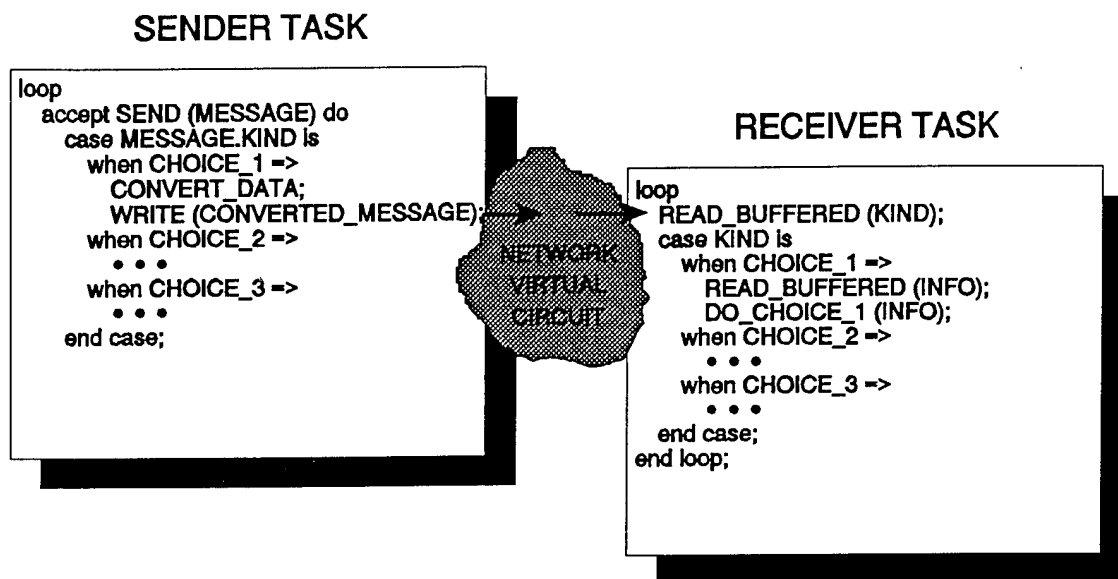 SENDER TASK
loop
accept SEND (MESSAGE) do
case MESSAGE.KIND is
when CHOICE_1 =>
CONVERT_DATA;
WRITE (CONVERTED_MESSAGE);
when CHOICE_2 =>
• • •
when CHOICE_3 =>
• • •
end case;
NETWORK
VIRTUAL
CIRCUIT
RECEIVER TASK
loop
READ_BUFFERED (KIND);
case KIND is
when CHOICE_1 =>
READ_BUFFERED (INFO);
DO_CHOICE_1 (INFO);
when CHOICE_2 =>
• • •
when CHOICE_3 =>
• • •
end case;
end loop;